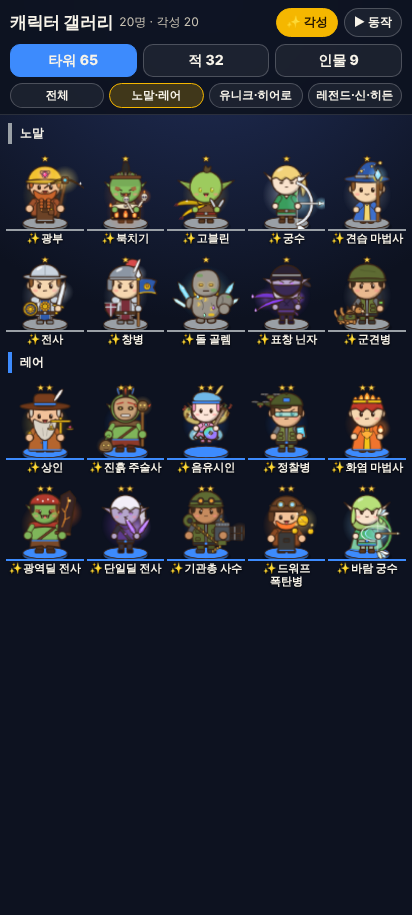 캐릭터 갤러리 20명 · 각성 20 ✨ 각성 ▶ 동작
타워 65 적 32 인물 9
전체 노말·레어 유니크·히어로 레전드·신·히든
노말
✨광부 ✨북치기 ✨고블린 ✨궁수 ✨견습 마법사
✨전사 ✨창병 ✨돌 골렘 ✨표창 닌자 ✨군견병
레어
✨상인 ✨진흙 주술사 ✨음유시인 ✨정찰병 ✨화염 마법사
✨광역딜 전사 ✨단일딜 전사 ✨기관총 사수 ✨드워프 폭탄병 ✨바람 궁수